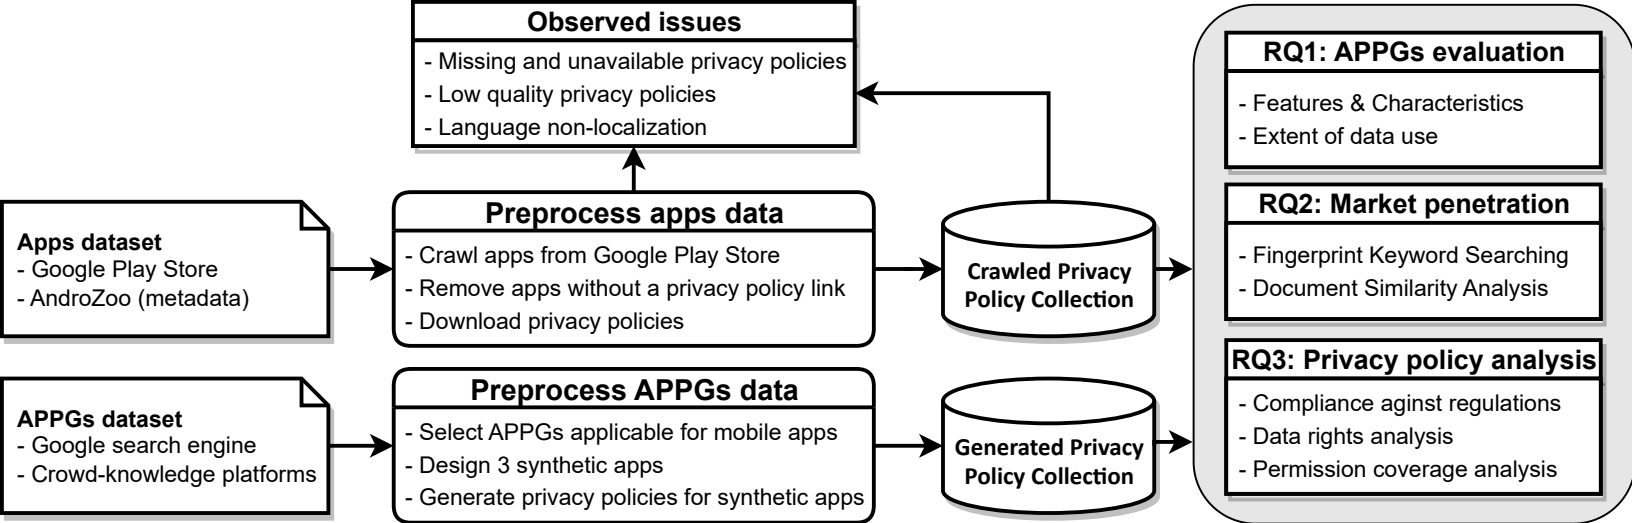 Observed issues
- Missing and unavailable privacy policies
- Low quality privacy policies
- Language non-localization
Apps dataset
- Google Play Store
- AndroZoo (metadata)
Preprocess apps data
- Crawl apps from Google Play Store
- Remove apps without a privacy policy link
- Download privacy policies
Crawled Privacy
Policy Collection
APPGs dataset
- Google search engine
- Crowd-knowledge platforms
Preprocess APPGs data
- Select APPGs applicable for mobile apps
- Design 3 synthetic apps
- Generate privacy policies for synthetic apps
Generated Privacy
Policy Collection
RQ1: APPGs evaluation
- Features & Characteristics
- Extent of data use
RQ2: Market penetration
- Fingerprint Keyword Searching
- Document Similarity Analysis
RQ3: Privacy policy analysis
- Compliance aginst regulations
- Data rights analysis
- Permission coverage analysis